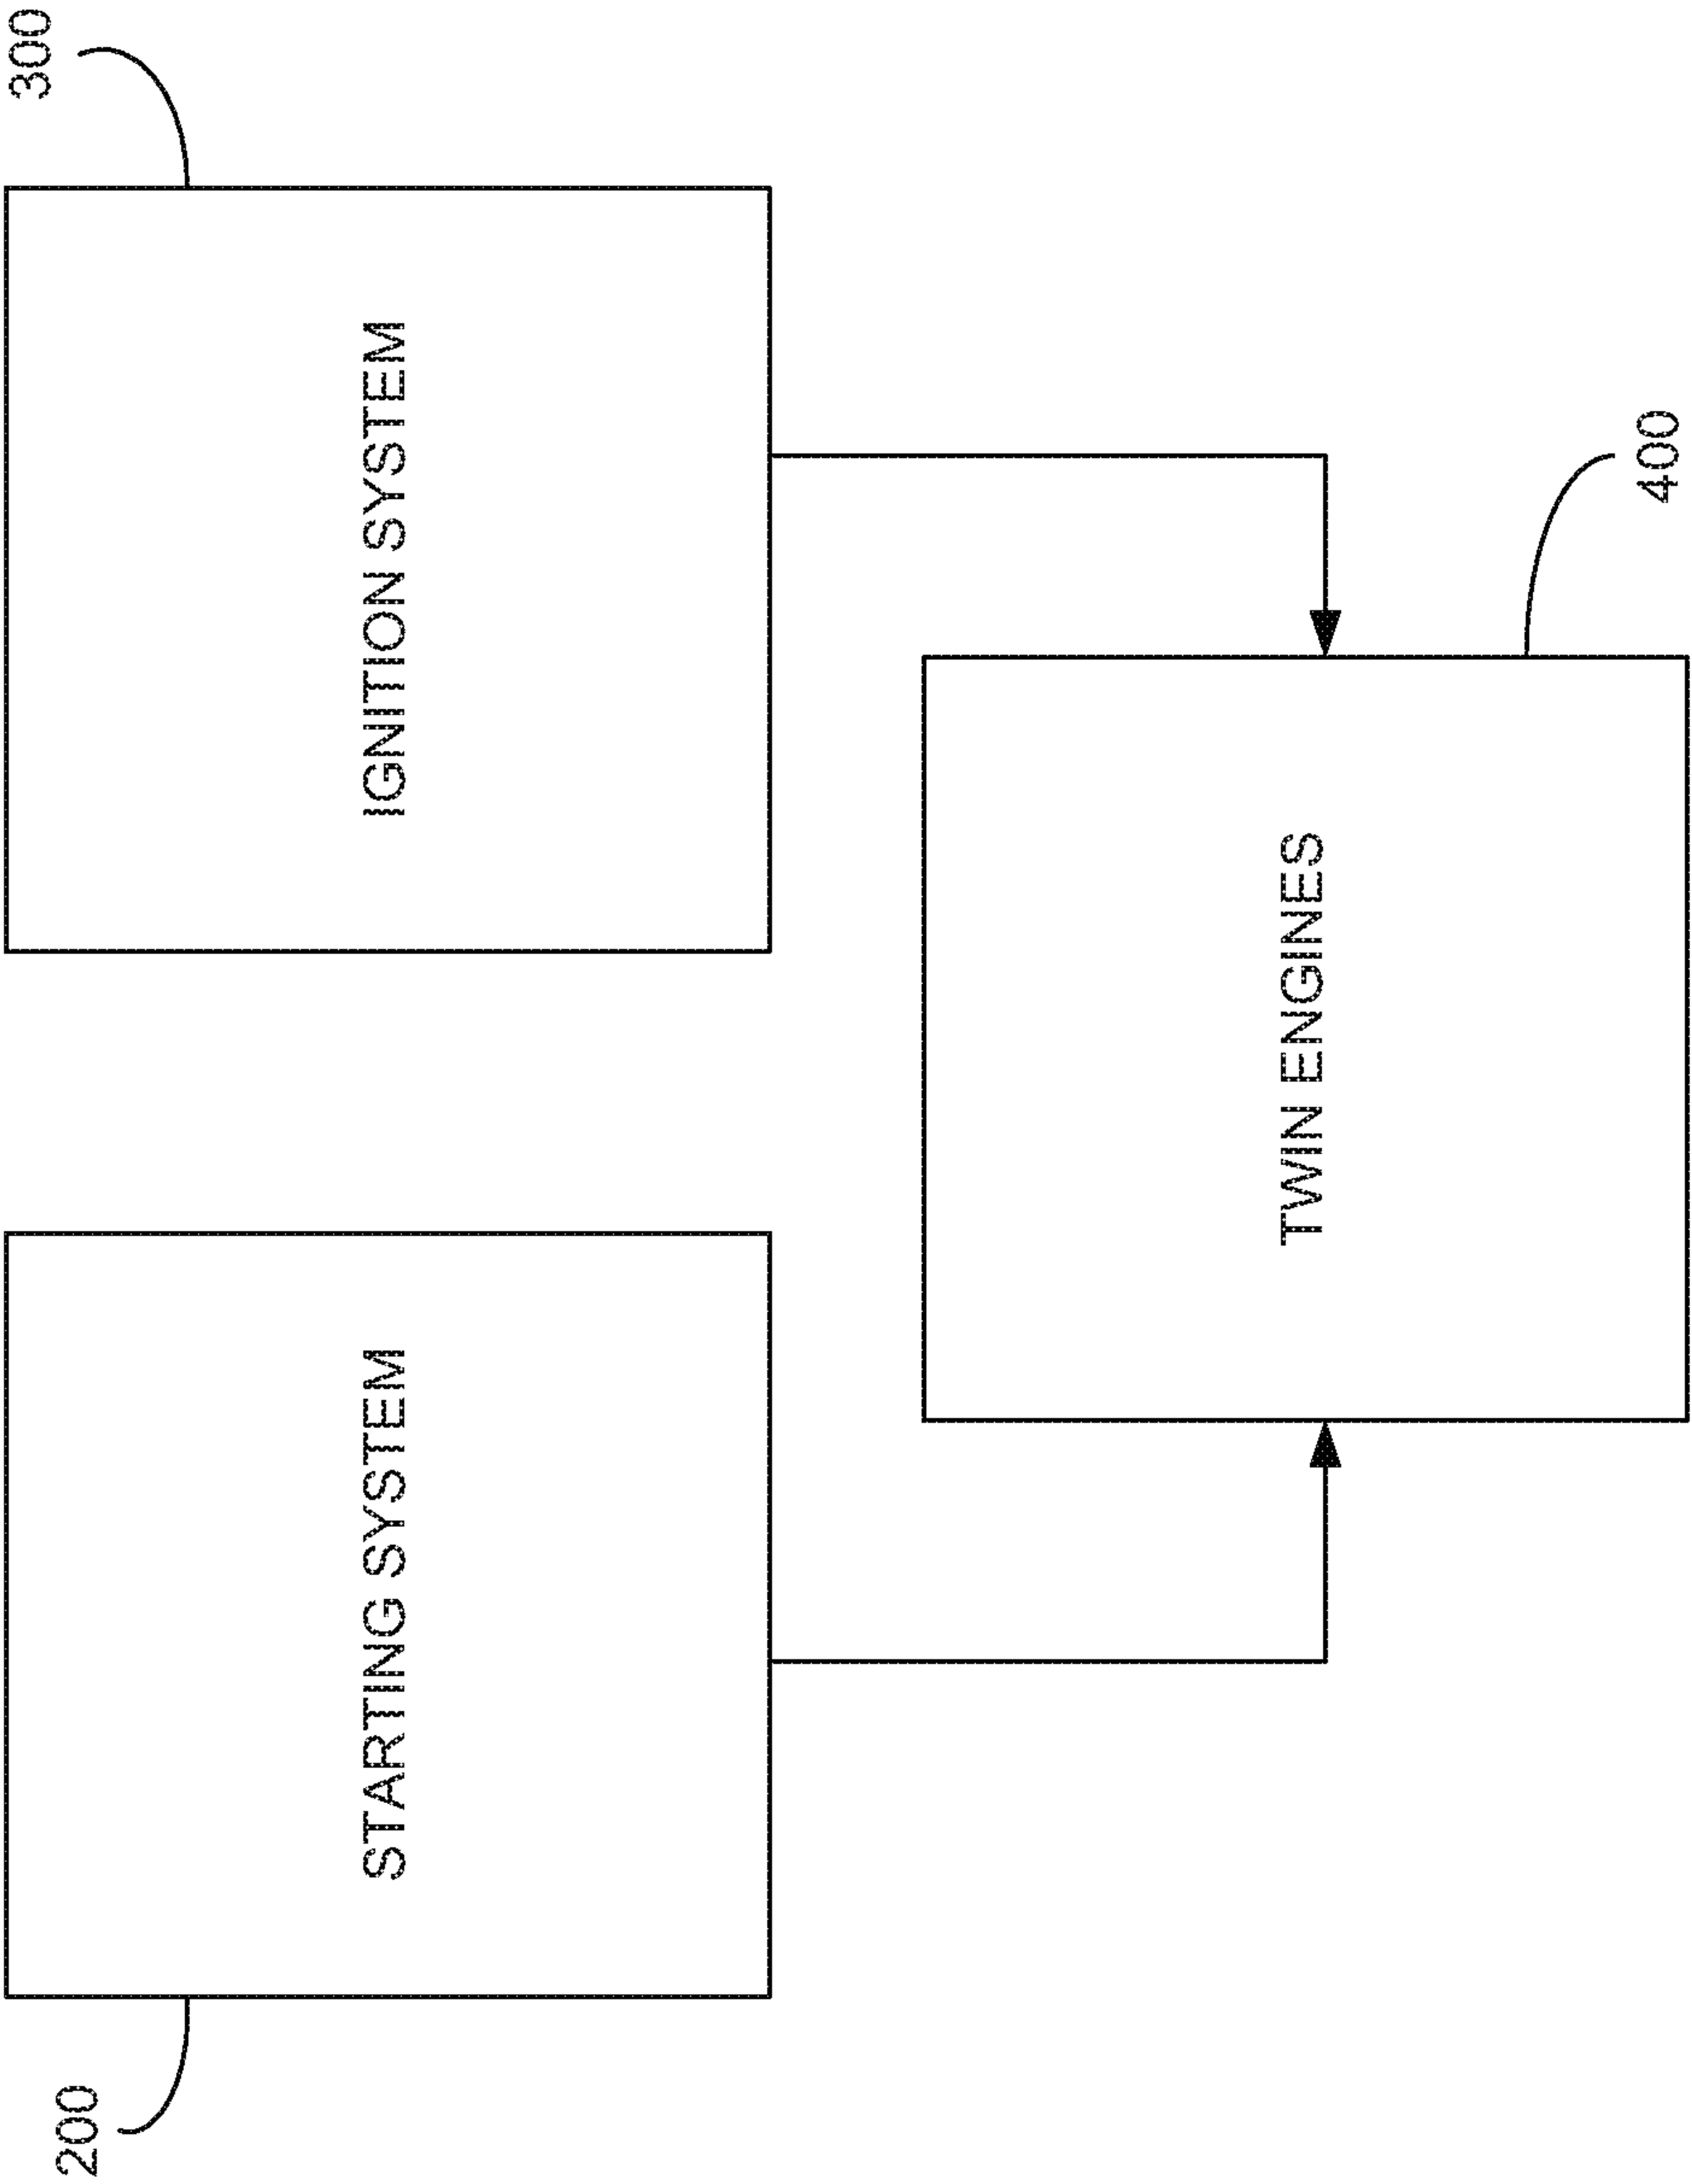 200
STARTING SYSTEM
300
IGNITION SYSTEM
TWIN ENGINES
400